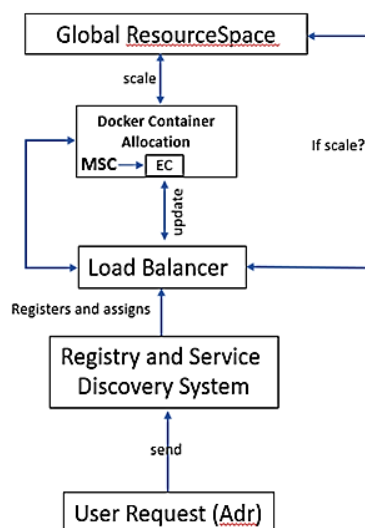 Global ResourceSpace
scale
Docker Container
Allocation
MSC
EC
If scale?
update
Load Balancer
Registers and assigns
Registry and Service
Discovery System
send
User Request (Adr)